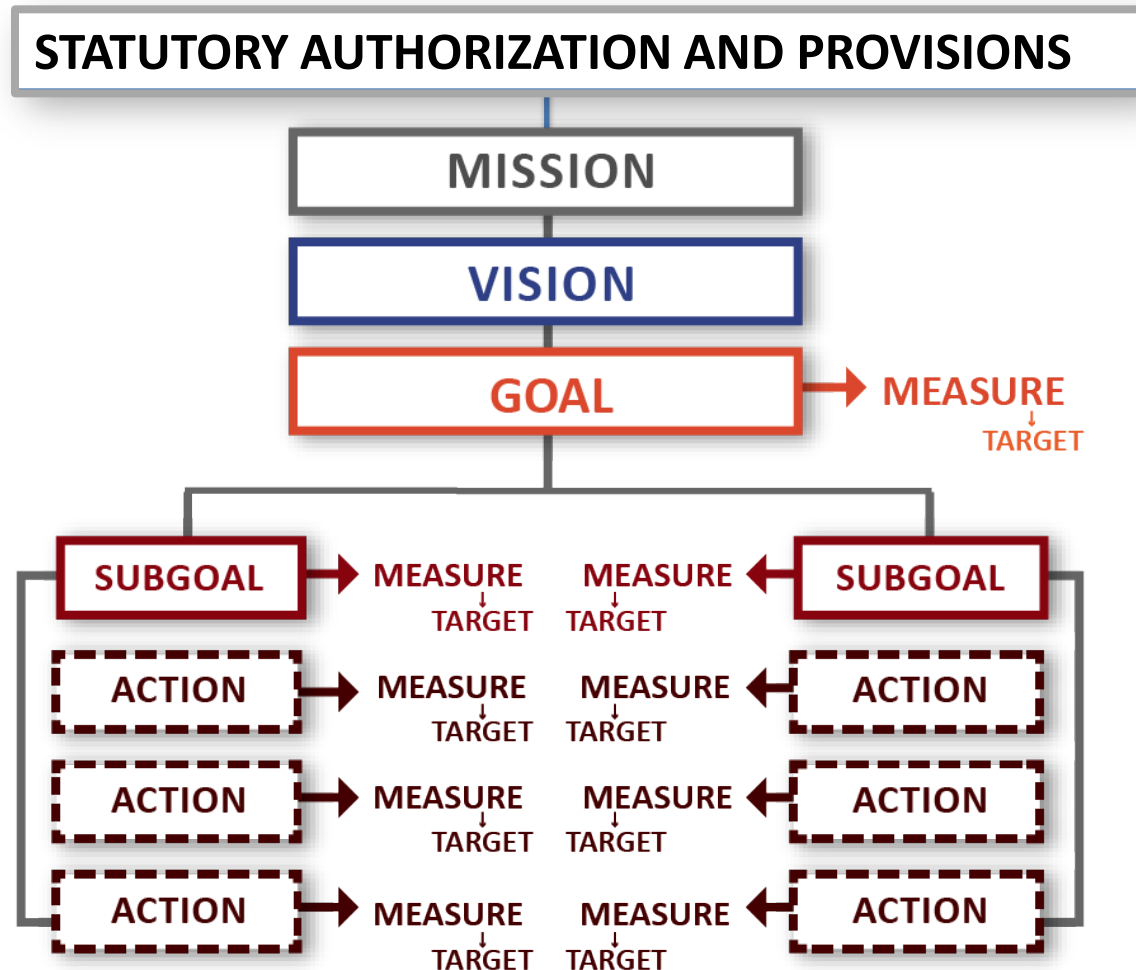 STATUTORY AUTHORIZATION AND PROVISIONS
MISSION
VISION
GOAL
MEASURE
↓
TARGET
SUBGOAL
MEASURE
↓
TARGET
MEASURE
↓
TARGET
SUBGOAL
ACTION
MEASURE
↓
TARGET
MEASURE
↓
TARGET
ACTION
ACTION
MEASURE
↓
TARGET
MEASURE
↓
TARGET
ACTION
ACTION
MEASURE
↓
TARGET
MEASURE
↓
TARGET
ACTION